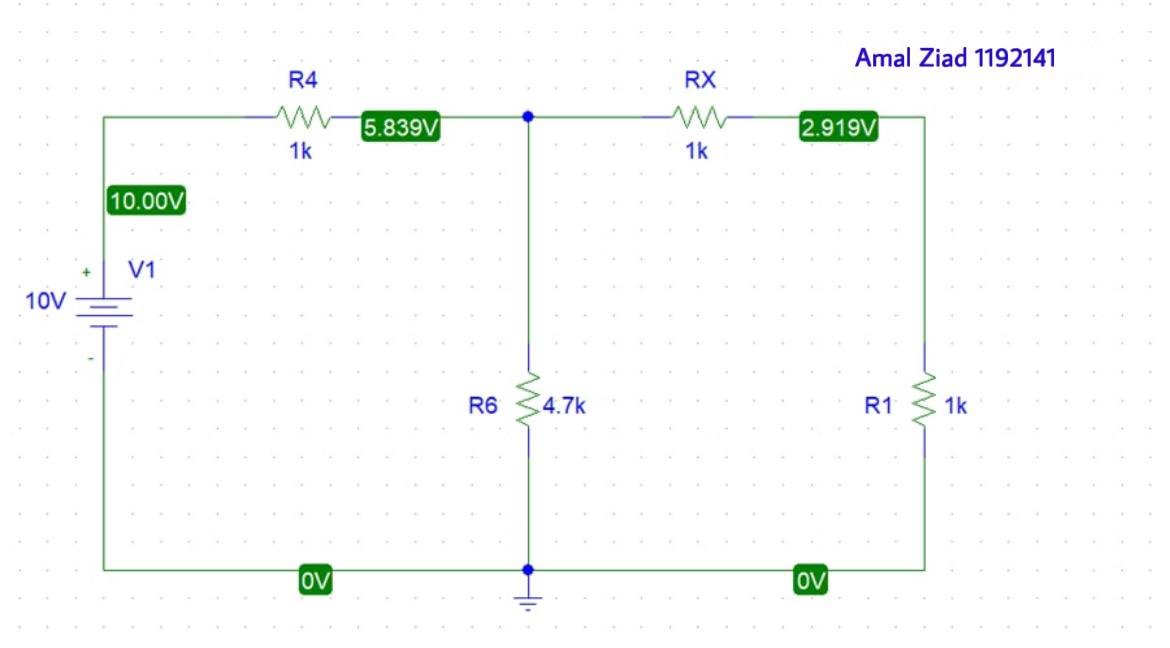 Amal Ziad 1192141
R4
RX
5.839V
2.919V
1k
1k
10.00V
+
V1
10V
-
R6
4.7k
R1
1k
0V
0V